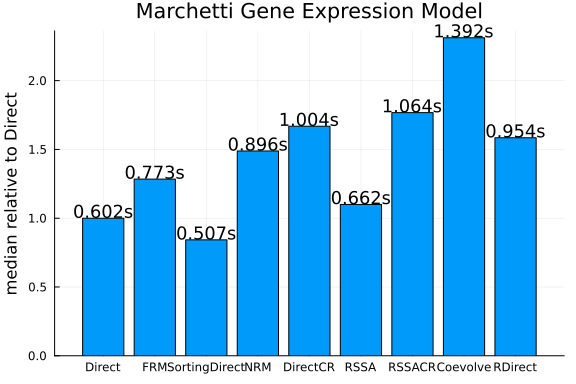 Marchetti Gene Expression Model
median relative to Direct
2.0
1.5
1.0
0.5
0.0
0.602s
0.773s
0.507s
0.896s
1.004s
0.662s
1.064s
1.392s
0.954s
Direct
FRM
SortingDirect
NRM
DirectCR
RSSA
RSSACR
Coevolve
RDirect